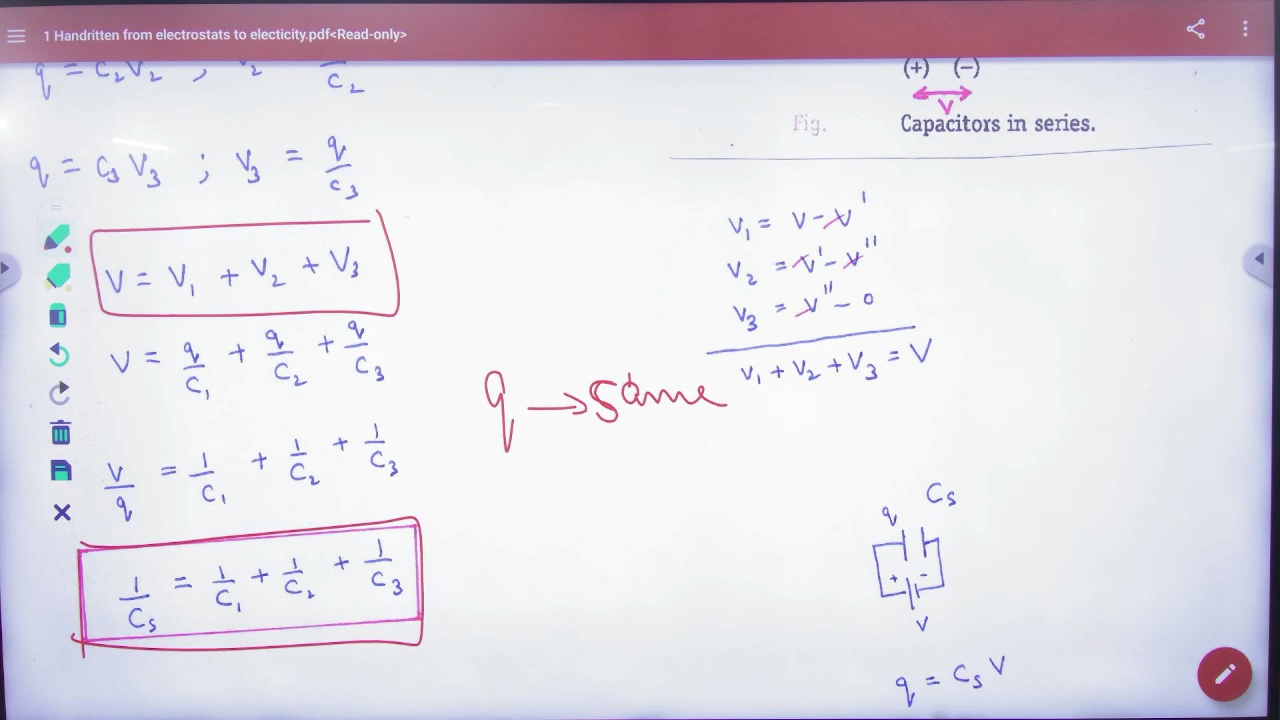 1 Handritten from electrostats to electicity.pdf<Read-only>
q = C₂V₂ , V₂ C₂
(+) (-)
V
Fig. Capacitors in series.
q = C₃ V₃ ; V₃ = q/C₃
V = V₁ + V₂ + V₃
V = q/C₁ + q/C₂ + q/C₃
V/q = 1/C₁ + 1/C₂ + 1/C₃
1/Cₛ = 1/C₁ + 1/C₂ + 1/C₃
q → same
V₁ = V - V'
V₂ = V' - V''
V₃ = V'' - 0
V₁ + V₂ + V₃ = V
q Cₛ
+ -
V
q = Cₛ V